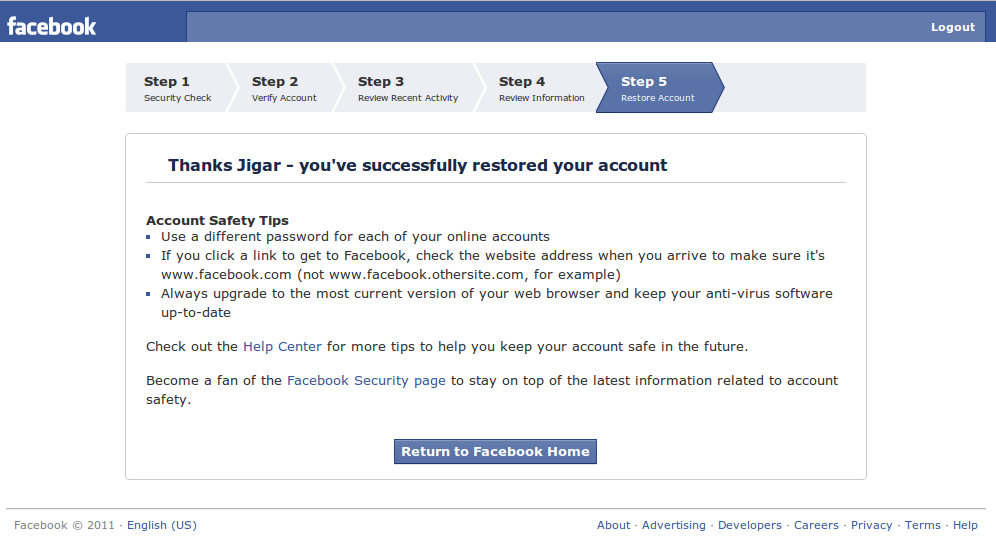 facebook
Logout
Step 1
Security Check
Step 2
Verify Account
Step 3
Review Recent Activity
Step 4
Review Information
Step 5
Restore Account
Thanks Jigar - you've successfully restored your account
Account Safety Tips
Use a different password for each of your online accounts
If you click a link to get to Facebook, check the website address when you arrive to make sure it's
www.facebook.com (not www.facebook.othersite.com, for example)
Always upgrade to the most current version of your web browser and keep your anti-virus software
up-to-date
Check out the Help Center for more tips to help you keep your account safe in the future.
Become a fan of the Facebook Security page to stay on top of the latest information related to account
safety.
Return to Facebook Home
Facebook © 2011 · English (US)
About · Advertising · Developers · Careers · Privacy · Terms · Help